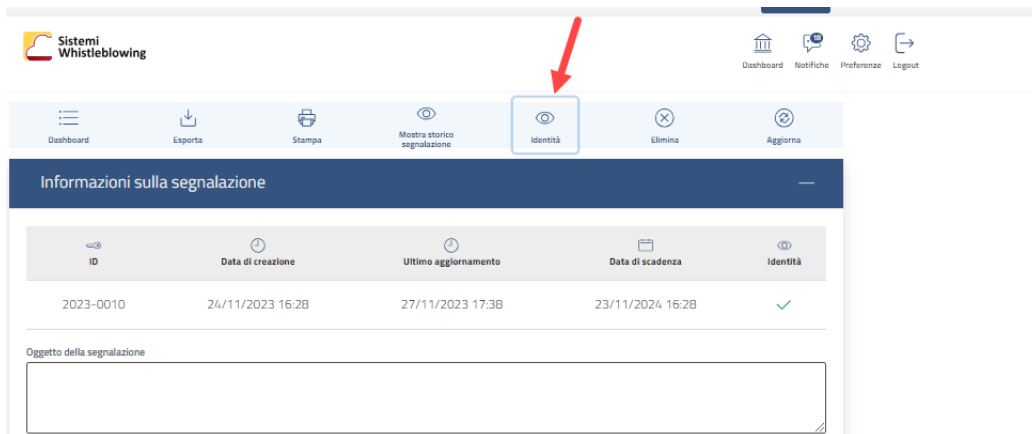 Sistemi
Whistleblowing
18
Dashboard Notifiche Preferenze Logout
Dashboard Esporta Stampa Mostra storico segnalazione Identità Elimina Aggiorna
Informazioni sulla segnalazione
ID Data di creazione Ultimo aggiornamento Data di scadenza Identità
2023-0010 24/11/2023 16:28 27/11/2023 17:38 23/11/2024 16:28
Oggetto della segnalazione